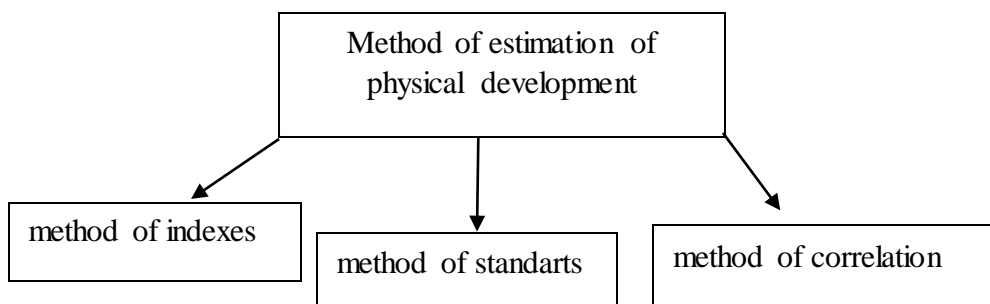 Method of estimation of
physical development
method of indexes
method of standarts
method of correlation